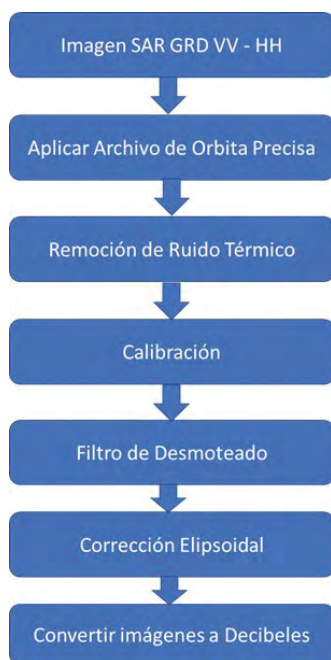 Imagen SAR GRD VV - HH
Aplicar Archivo de Orbita Precisa
Remoción de Ruido Térmico
Calibración
Filtro de Desmoteado
Corrección Elipsoidal
Convertir imágenes a Decibeles